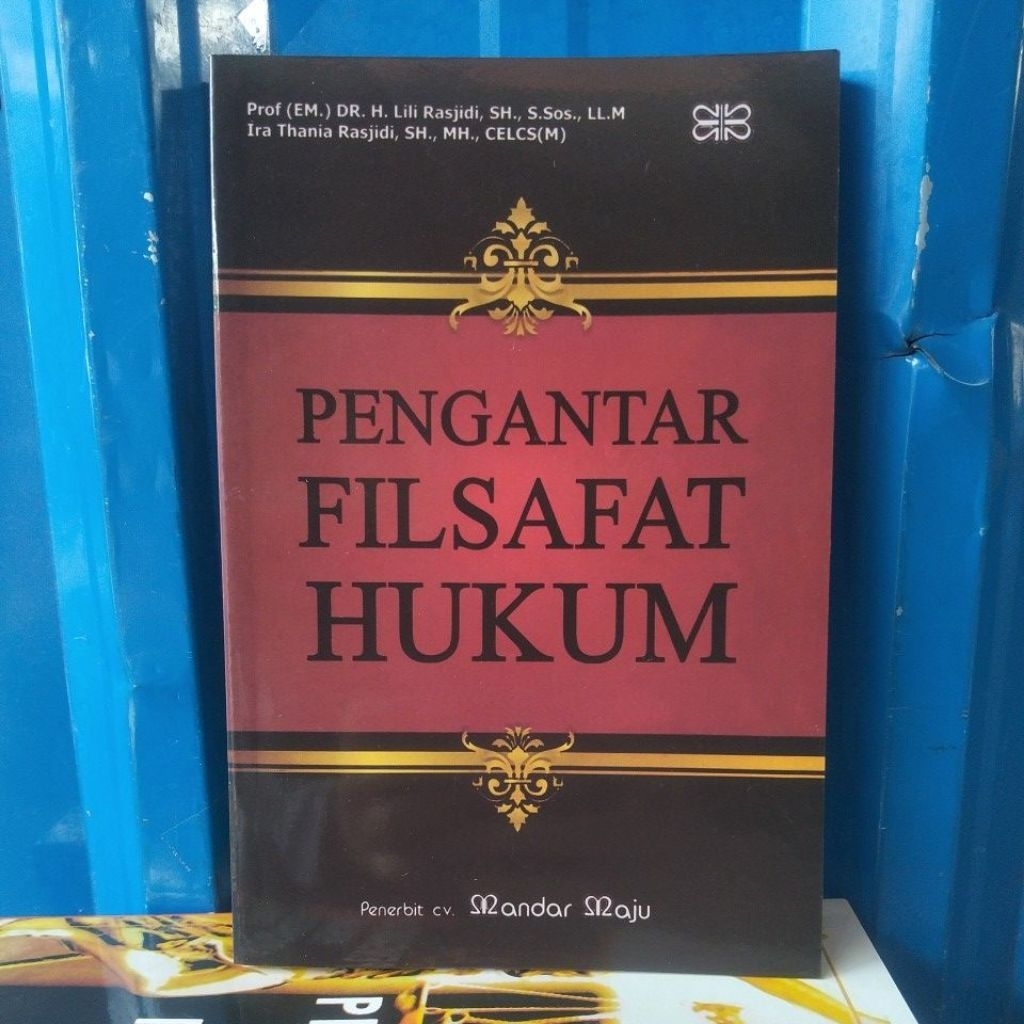 Prof (EM.) DR. H. Lili Rasjidi, SH., S.Sos., LL.M
Ira Thania Rasjidi, SH., MH., CELCS(M)
PENGANTAR
FILSAFAT
HUKUM
Penerbit cv. Mandar Maju